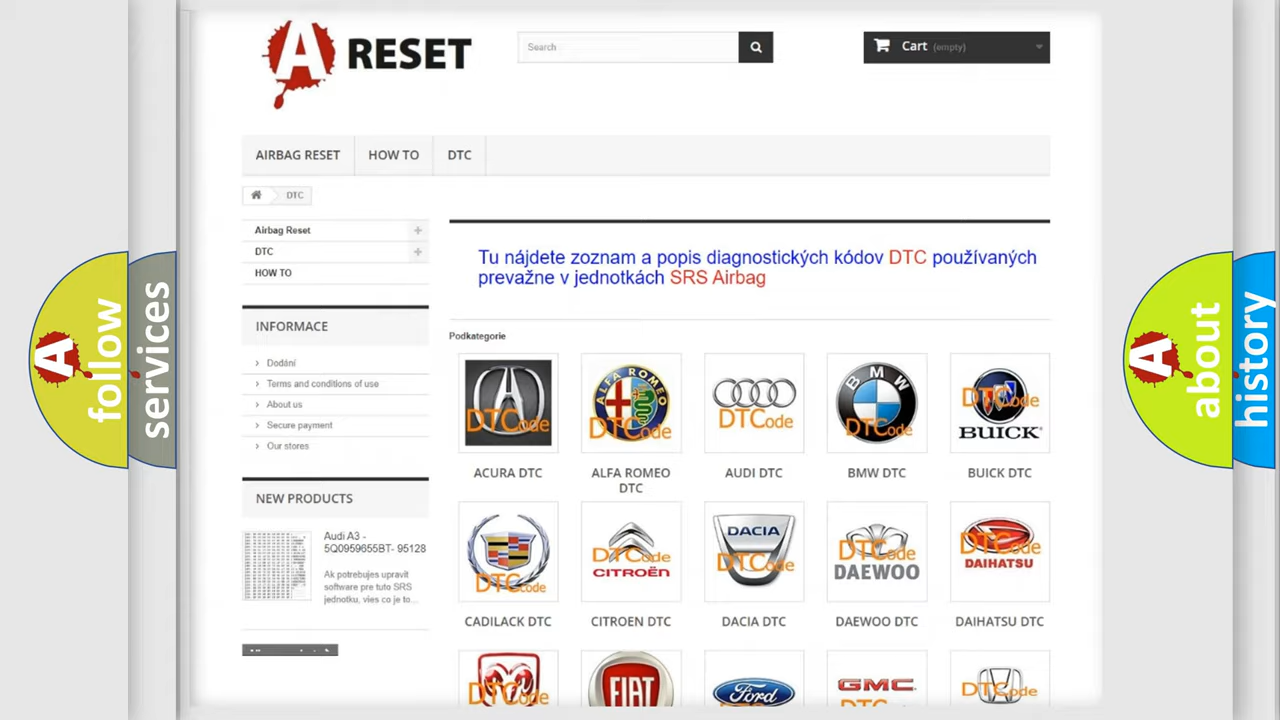 A RESET
Search
Cart (empty)
AIRBAG RESET
HOW TO
DTC
DTC
Airbag Reset
DTC
HOW TO
INFORMACE
Dodání
Terms and conditions of use
About us
Secure payment
Our stores
NEW PRODUCTS
Audi A3 -
5Q0959655BT- 95128
Ak potrebujes upravit
software pre tuto SRS
jednotku, vies co je to...
Tu nájdete zoznam a popis diagnostických kódov DTC používaných
prevažne v jednotkách SRS Airbag
Podkategorie
DTCode
ALFA ROMEO
DTCode
DTCode
BMW
DTCode
DTCode
BUICK
ACURA DTC
ALFA ROMEO
DTC
AUDI DTC
BMW DTC
BUICK DTC
DTCode
DTCode
CITROËN
DACIA
DTCode
DTCode
DAEWOO
DTCode
DAIHATSU
CADILACK DTC
CITROEN DTC
DACIA DTC
DAEWOO DTC
DAIHATSU DTC
DTCode
FIAT
Ford
GMC
DTCode
A follow
services
A about
history